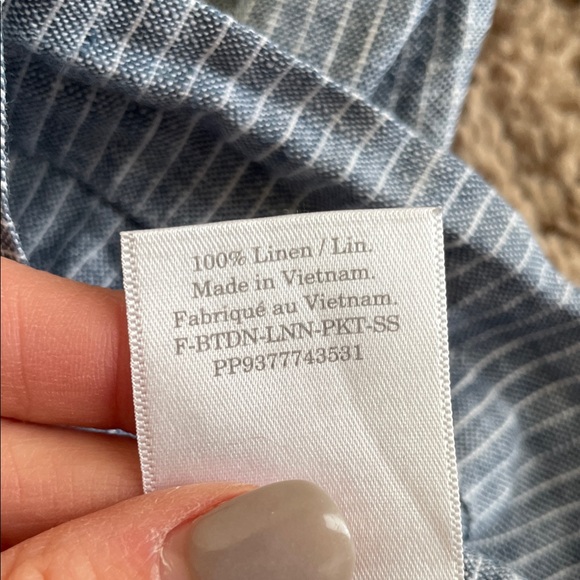 100% Linen / Lin.
Made in Vietnam.
Fabriqué au Vietnam.
F-BTDN-LNN-PKT-SS
PP9377743531